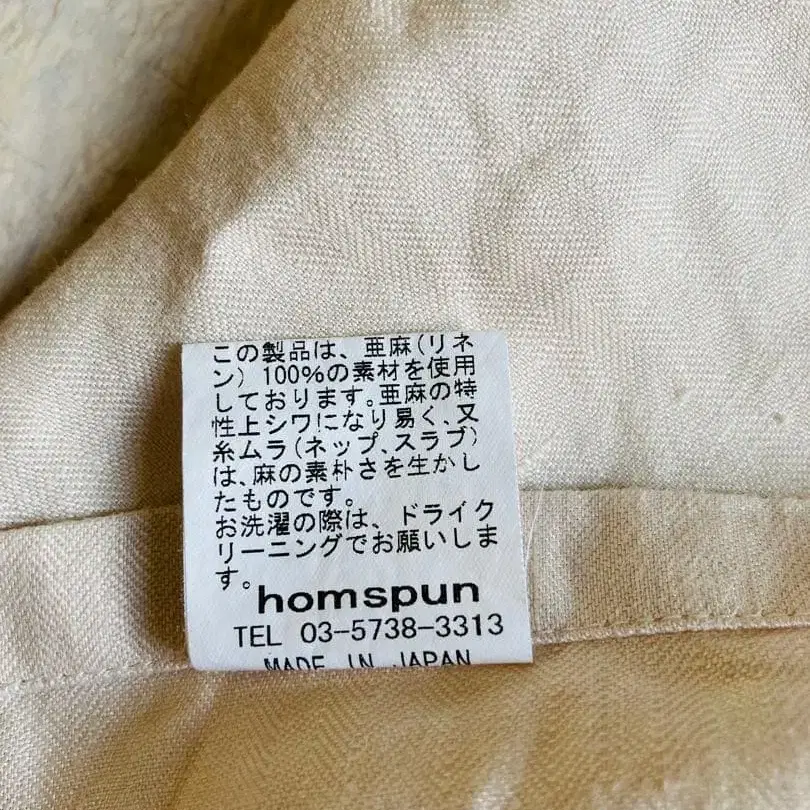 この製品は、亜麻(リネ
ン)100%の素材を使用
しております。亜麻の特
性上シワになり易く、又
糸ムラ(ネップ、スラブ)
は、麻の素朴さを生かし
たものです。
お洗濯の際は、ドライク
リーニングでお願いしま
す。
homspun
TEL 03-5738-3313
MADE IN JAPAN